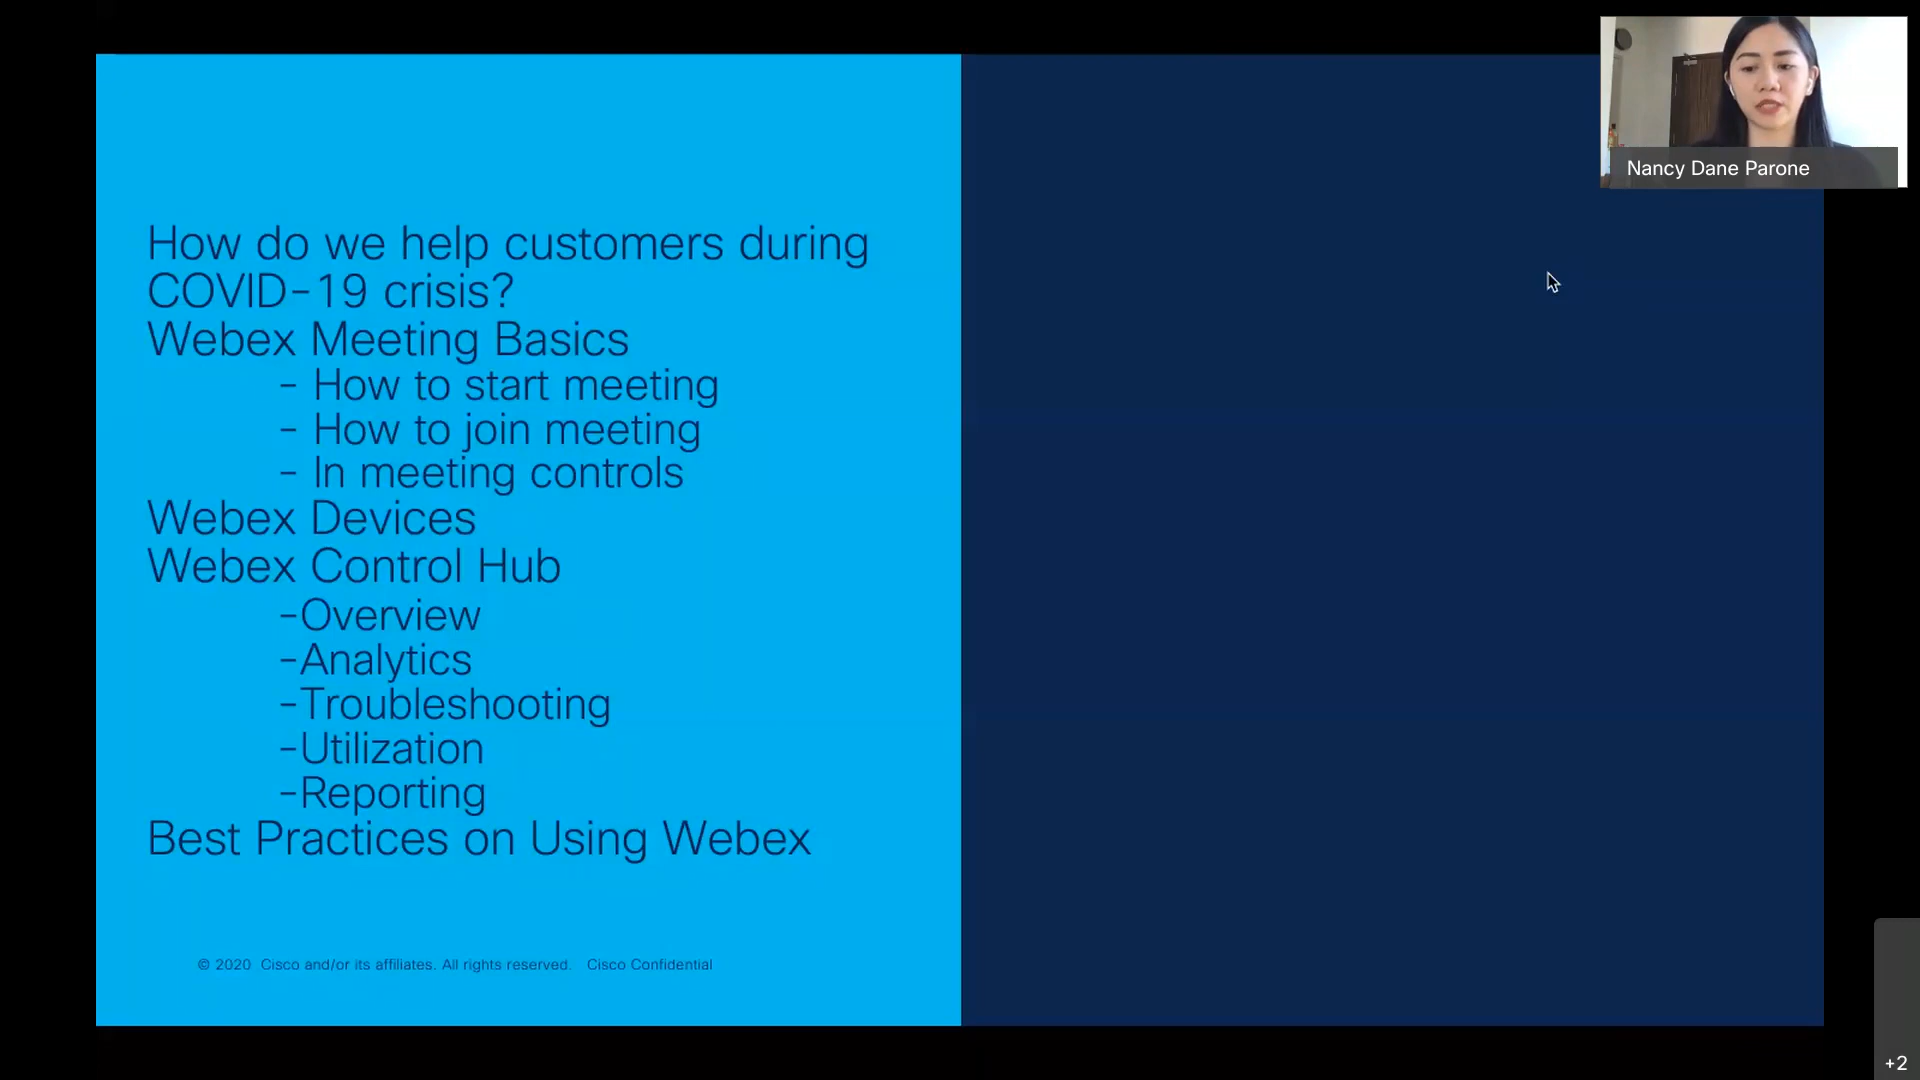 Nancy Dane Parone
How do we help customers during
COVID-19 crisis?
Webex Meeting Basics
- How to start meeting
- How to join meeting
- In meeting controls
Webex Devices
Webex Control Hub
-Overview
-Analytics
-Troubleshooting
-Utilization
-Reporting
Best Practices on Using Webex
© 2020 Cisco and/or its affiliates. All rights reserved. Cisco Confidential
+2